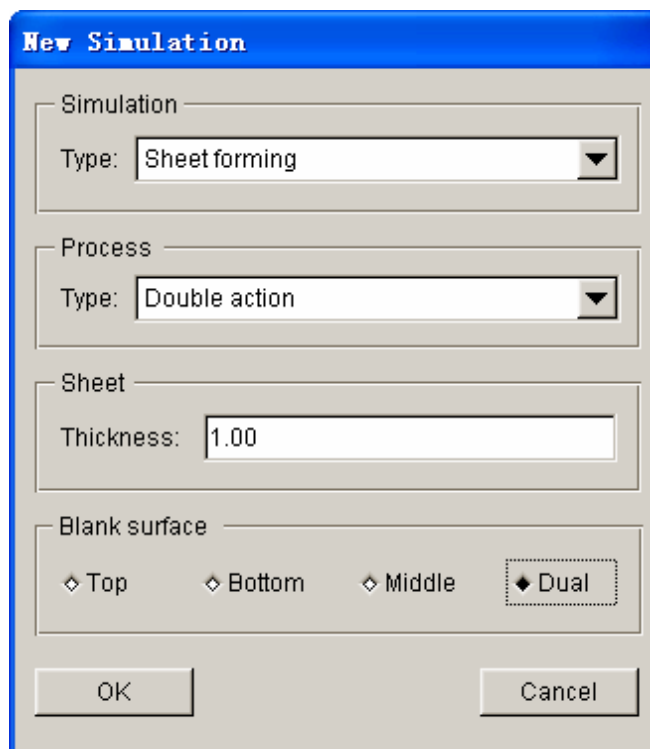 New Simulation
Simulation
Type: Sheet forming
Process
Type: Double action
Sheet
Thickness: 1.00
Blank surface
Top Bottom Middle Dual
OK Cancel